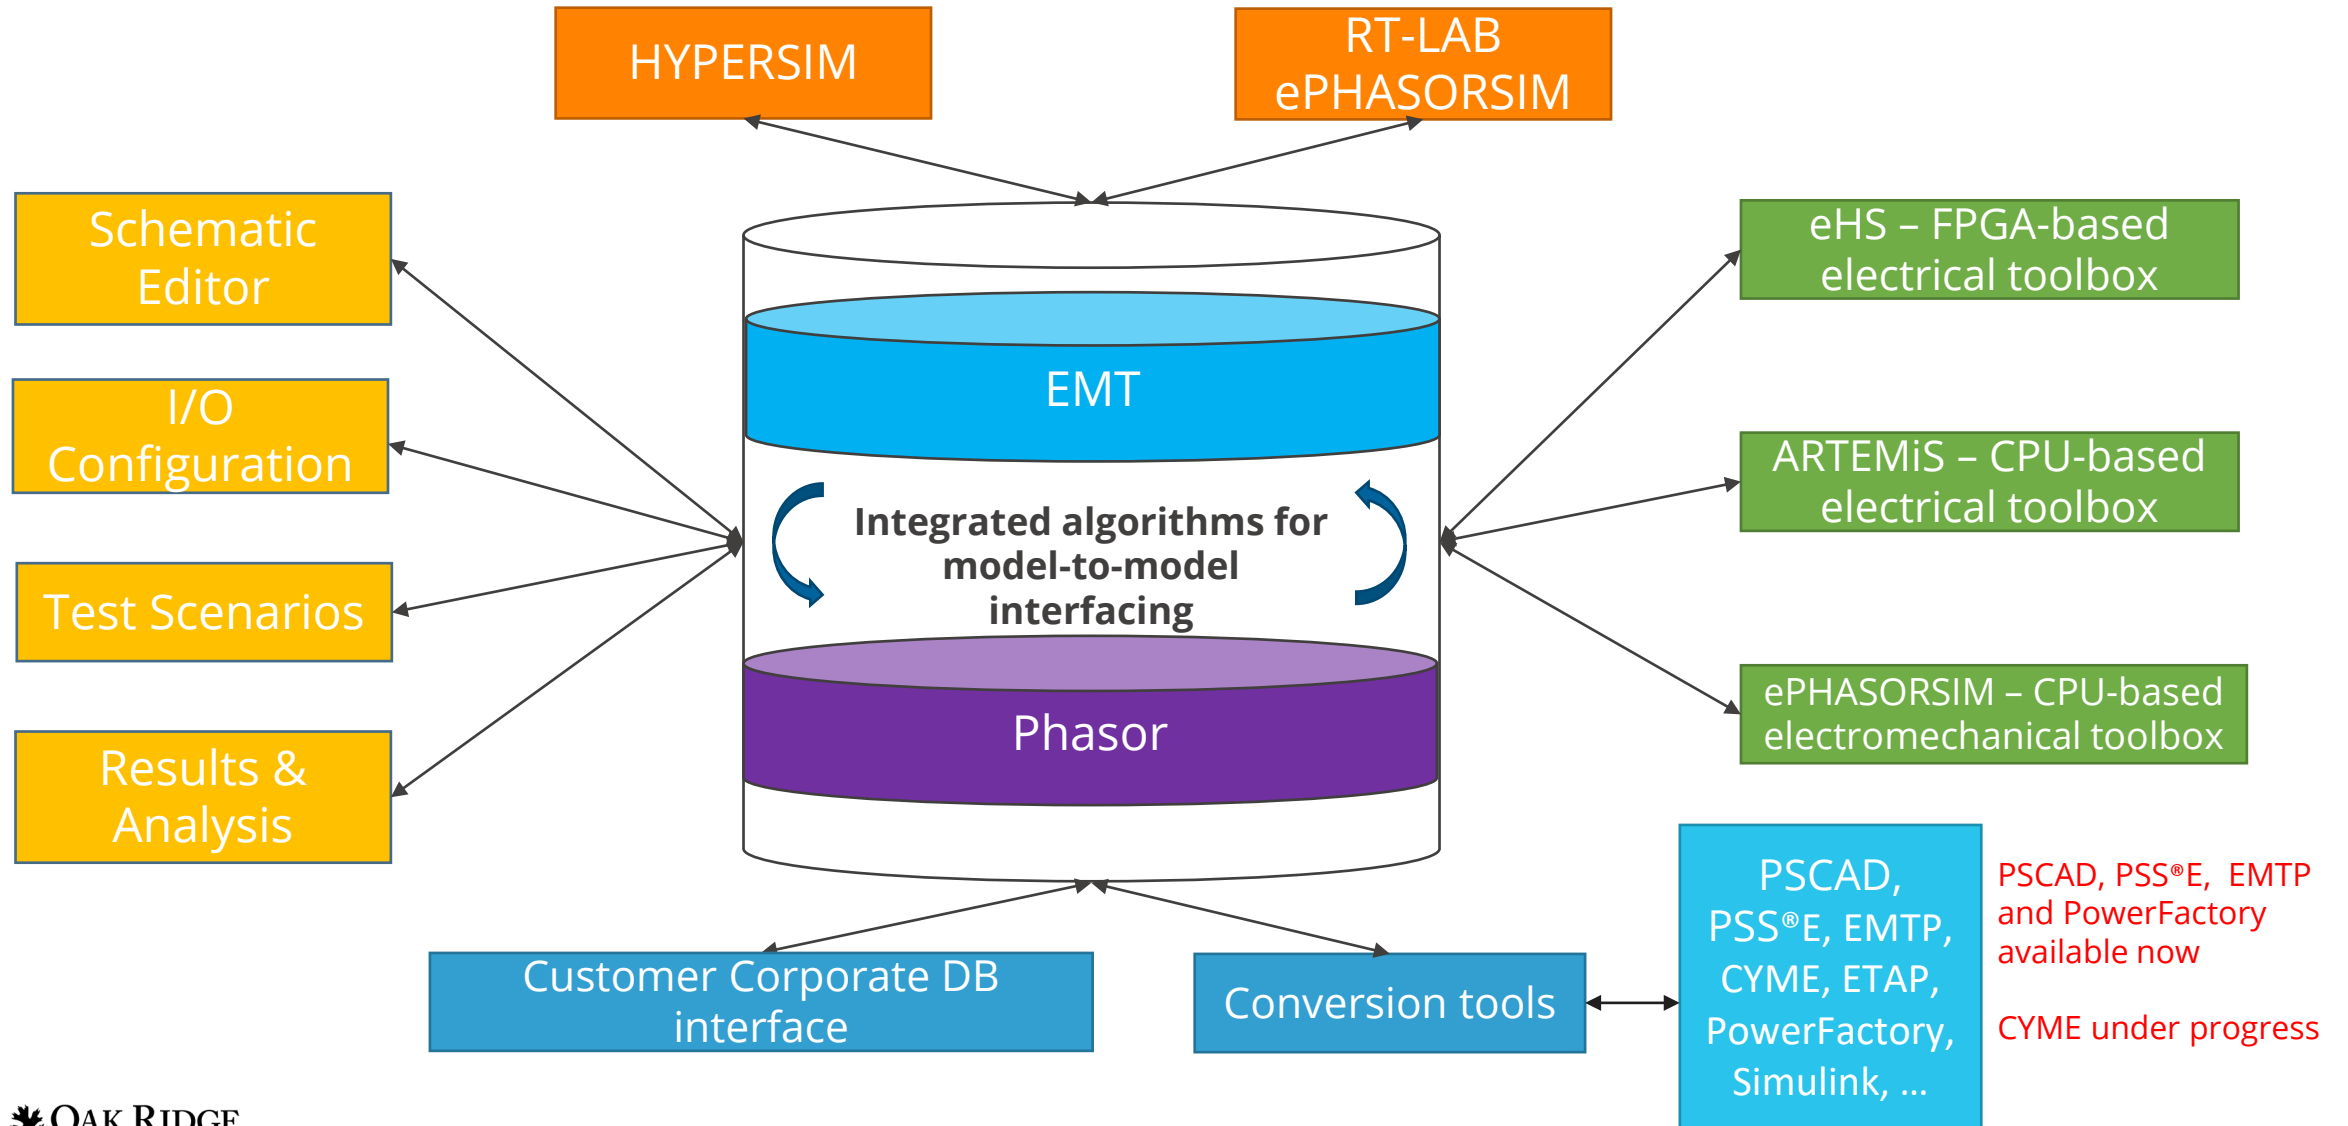 HYPERSIM
RT-LAB
ePHASORSIM
Schematic
Editor
I/O
Configuration
Test Scenarios
Results &
Analysis
EMT
Integrated algorithms for
model-to-model
interfacing
Phasor
eHS – FPGA-based
electrical toolbox
ARTEMiS – CPU-based
electrical toolbox
ePHASORSIM – CPU-based
electromechanical toolbox
Customer Corporate DB
interface
Conversion tools
PSCAD,
PSS®E, EMTP,
CYME, ETAP,
PowerFactory,
Simulink, ...
PSCAD, PSS®E,  EMTP
and PowerFactory
available now
CYME under progress
OAK RIDGE